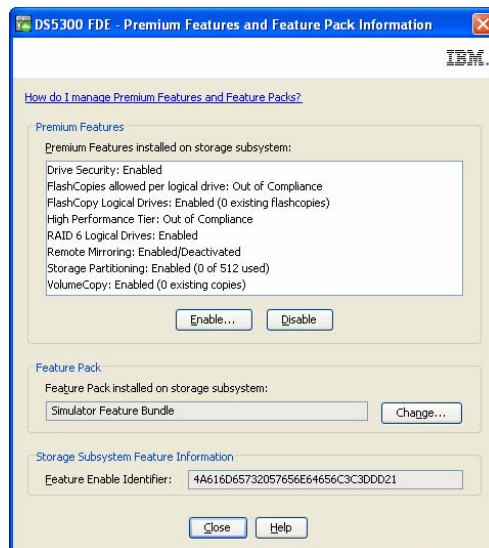 DS5300 FDE - Premium Features and Feature Pack Information
IBM.
How do I manage Premium Features and Feature Packs?
Premium Features
Premium Features installed on storage subsystem:
Drive Security: Enabled
FlashCopies allowed per logical drive: Out of Compliance
FlashCopy Logical Drives: Enabled (0 existing flashcopies)
High Performance Tier: Out of Compliance
RAID 6 Logical Drives: Enabled
Remote Mirroring: Enabled/Deactivated
Storage Partitioning: Enabled (0 of 512 used)
VolumeCopy: Enabled (0 existing copies)
Enable... Disable
Feature Pack
Feature Pack installed on storage subsystem:
Simulator Feature Bundle Change...
Storage Subsystem Feature Information
Feature Enable Identifier: 4A616D65732057656E64656C3C3DDD21
Close Help